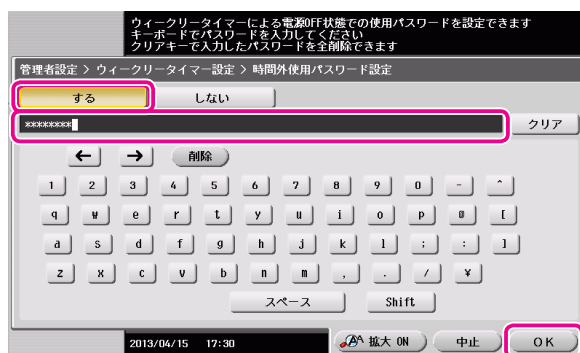 ウィークリータイマーによる電源OFF状態での使用パスワードを設定できます
キーボードでパスワードを入力してください
クリアキーで入力したパスワードを全削除できます
管理者設定 > ウィークリータイマー設定 > 時間外使用パスワード設定
する しない
******** クリア
← → 削除
1 2 3 4 5 6 7 8 9 0 - ^
q w e r t y u i o p @ [
a s d f g h j k l ; : ]
z x c v b n m , . / ¥
スペース Shift
2013/04/15 17:30 拡大 ON 中止 OK